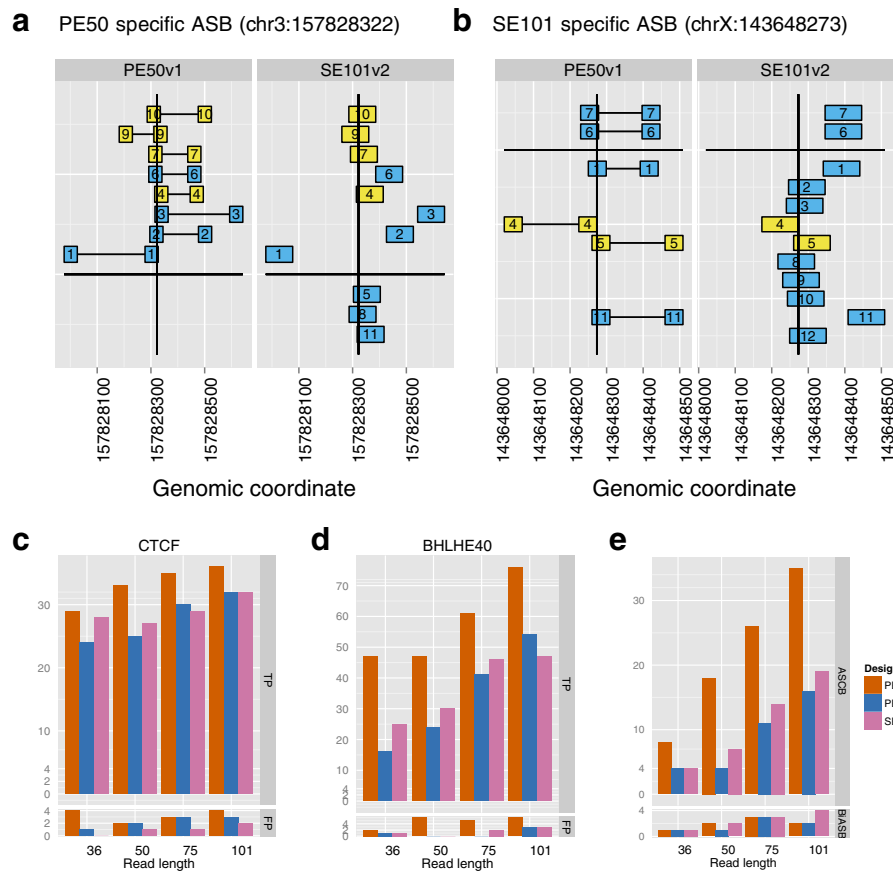 a PE50 specific ASB (chr3:157828322)
PE50v1 SE101v2
10 10 10
9 9 9
7 7 7
6 6 6
4 4 4
3 3 3
2 2 2
1 1 1
5
8
11
157828100 157828300 157828500 157828100 157828300 157828500
Genomic coordinate
b SE101 specific ASB (chrX:143648273)
PE50v1 SE101v2
7 7 7
6 6 6
1 1 1
2
3
4 4 4
5 5 5
8
9
10
11 11 11
12
143648000 143648100 143648200 143648300 143648400 143648500 143648000 143648100 143648200 143648300 143648400 143648500
Genomic coordinate
c CTCF
30
20
10
4
2
0
TP
4
2
0
FP
36 50 75 101
Read length
d BHLHE40
70
60
50
40
30
20
10
4
2
0
TP
4
2
0
FP
36 50 75 101
Read length
e
30
20
10
4
2
0
ASCB
4
2
0
BiASB
36 50 75 101
Read length